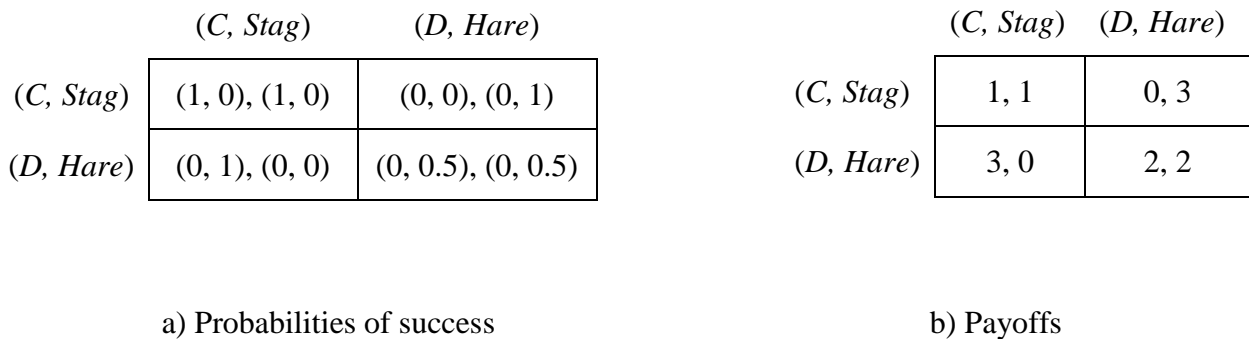 (C, Stag) (D, Hare) (C, Stag) (D, Hare)
(C, Stag) (1, 0), (1, 0) (0, 0), (0, 1) (C, Stag) 1, 1 0, 3
(D, Hare) (0, 1), (0, 0) (0, 0.5), (0, 0.5) (D, Hare) 3, 0 2, 2
a) Probabilities of success b) Payoffs